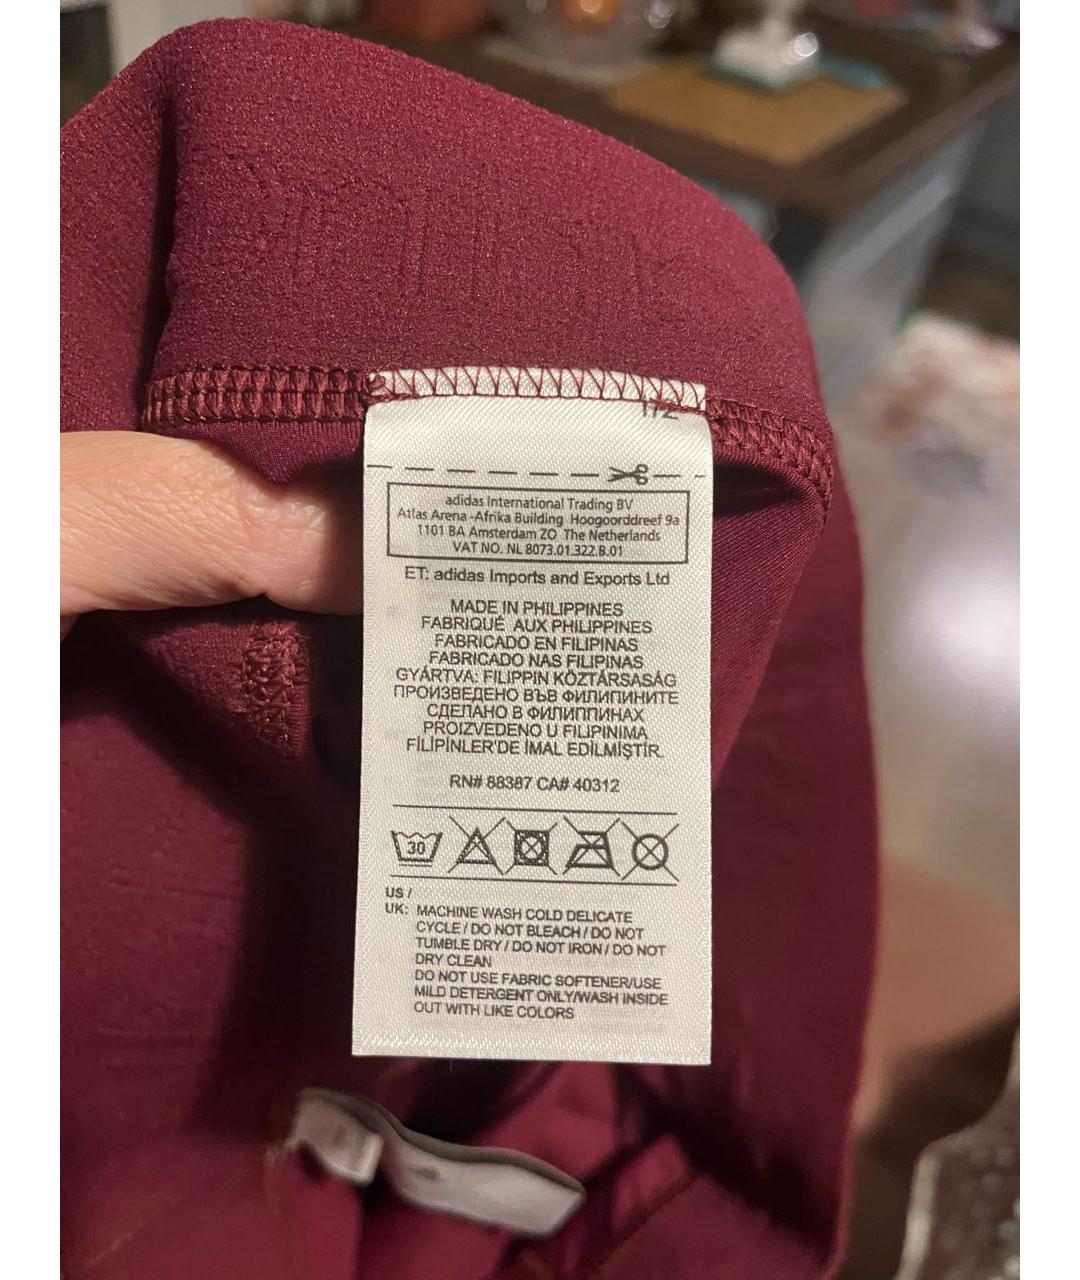 adidas International Trading BV
Atlas Arena -Afrika Building Hoogoorddreef 9a
1101 BA Amsterdam ZO The Netherlands
VAT NO. NL 8073.01.322.B.01
ET: adidas Imports and Exports Ltd
MADE IN PHILIPPINES
FABRIQUÉ AUX PHILIPPINES
FABRICADO EN FILIPINAS
FABRICADO NAS FILIPINAS
GYÁRTVA: FILIPPIN KÖZTÁRSASÁG
ПРОИЗВЕДЕНО ВЪВ ФИЛИПИНИТЕ
СДЕЛАНО В ФИЛИППИНАХ
PROIZVEDENO U FILIPINIMA
FİLİPİNLER'DE İMAL EDİLMİŞTİR.
RN# 88387 CA# 40312
30
US /
UK: MACHINE WASH COLD DELICATE
CYCLE / DO NOT BLEACH / DO NOT
TUMBLE DRY / DO NOT IRON / DO NOT
DRY CLEAN
DO NOT USE FABRIC SOFTENER/USE
MILD DETERGENT ONLY/WASH INSIDE
OUT WITH LIKE COLORS